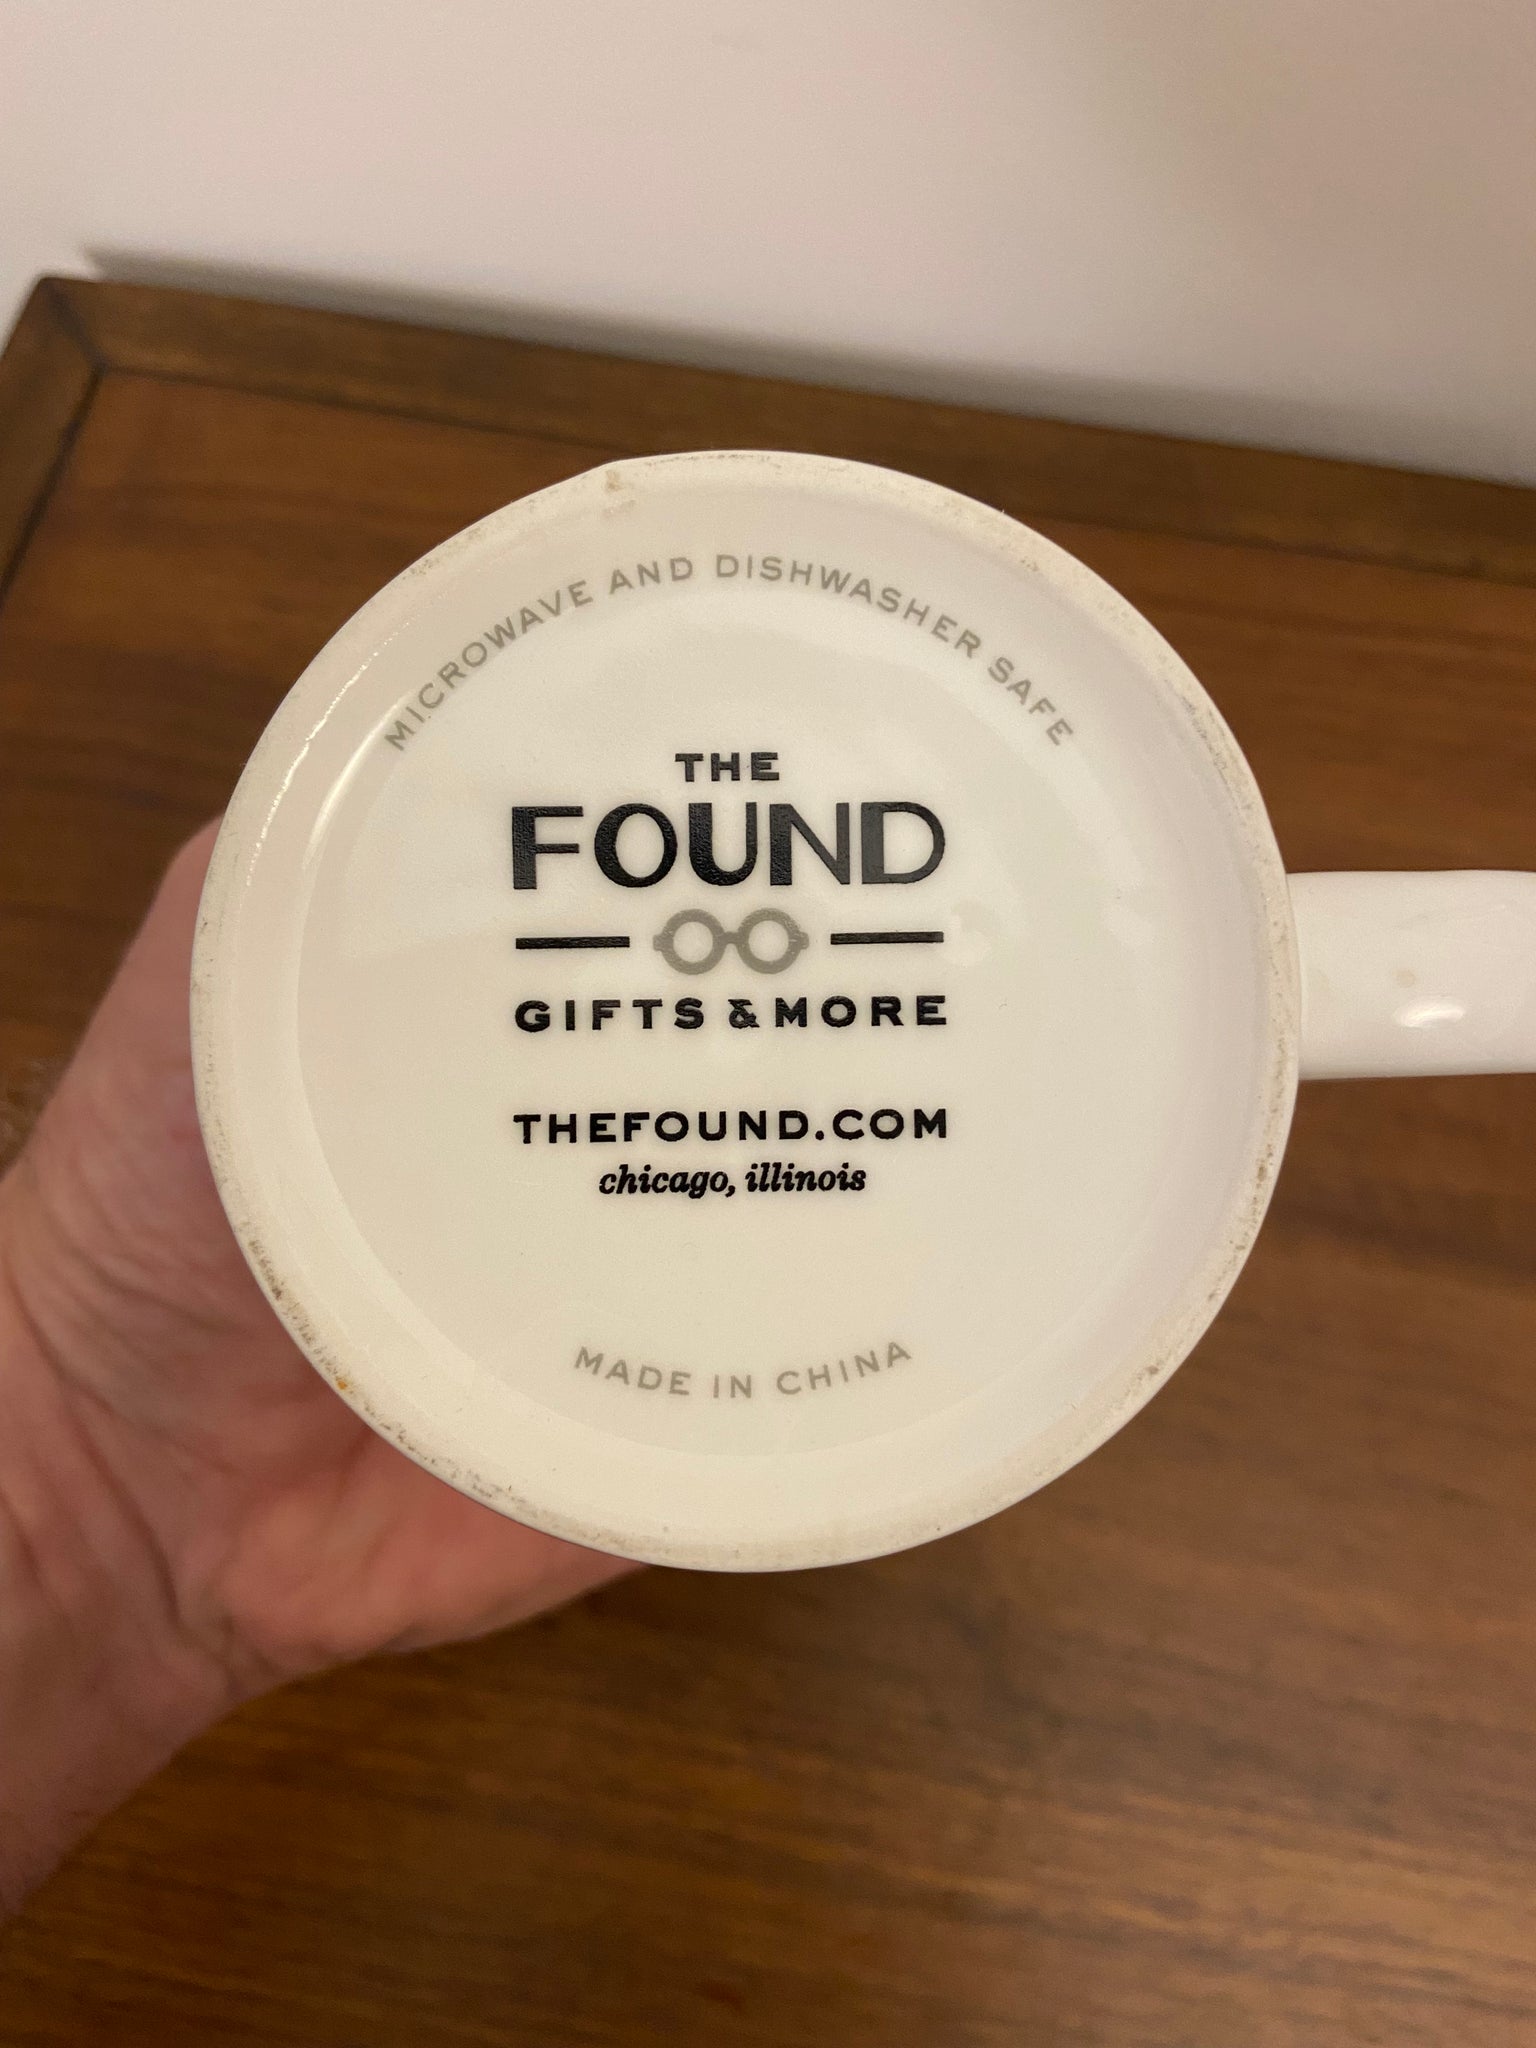 MICROWAVE AND DISHWASHER SAFE
THE
FOUND
GIFTS & MORE
THEFOUND.COM
chicago, illinois
MADE IN CHINA